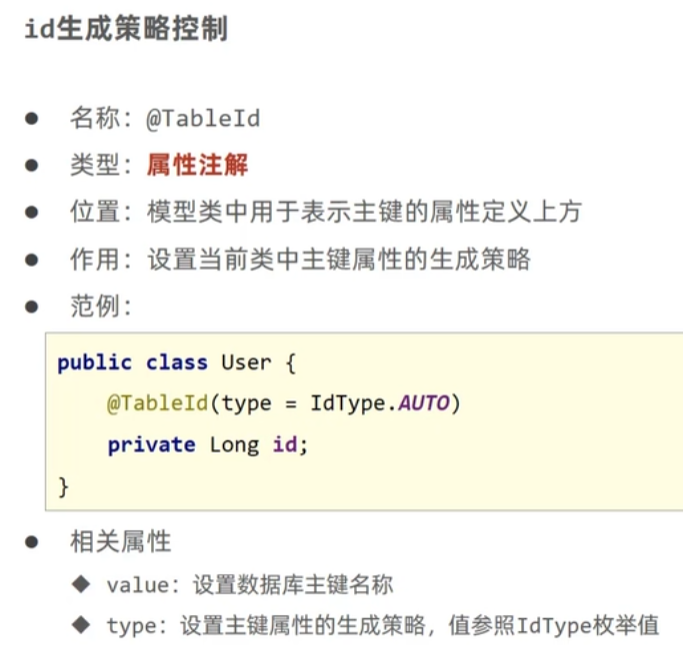 id生成策略控制
名称：@TableId
类型：属性注解
位置：模型类中用于表示主键的属性定义上方
作用：设置当前类中主键属性的生成策略
范例：
public class User {
@TableId(type = IdType.AUTO)
private Long id;
}
相关属性
value：设置数据库主键名称
type：设置主键属性的生成策略，值参照IdType枚举值